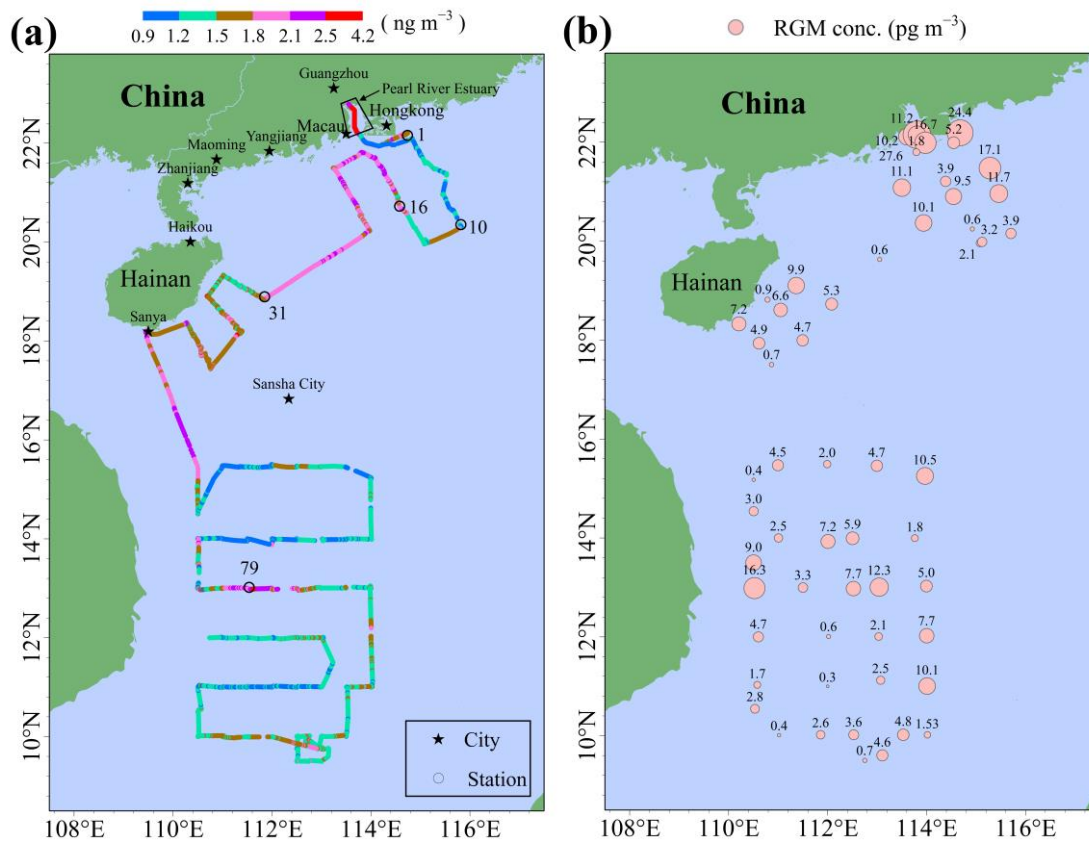 (a)
0.9 1.2 1.5 1.8 2.1 2.5 4.2
( ng m⁻³)
Guangzhou
Pearl River Estuary
China
Hongkong
Macau
1
Yangjiang
Maoming
Zhanjiang
16
10
Haikou
Hainan
31
Sanya
Sansha City
79
City
Station
22°N
20°N
18°N
16°N
14°N
12°N
10°N
108°E 110°E 112°E 114°E 116°E
(b)
RGM conc. (pg m⁻³)
China
11.2
24.4
16.7
5.2
10.2
1.8
27.6
17.1
11.1
3.9
9.5
11.7
10.1
0.6
3.2
3.9
2.1
0.6
Hainan
9.9
0.9
6.6
5.3
7.2
4.9
4.7
0.7
4.5
2.0
4.7
10.5
0.4
3.0
2.5
7.2
5.9
1.8
9.0
16.3
3.3
7.7
12.3
5.0
4.7
0.6
2.1
7.7
1.7
0.3
2.5
10.1
2.8
0.4
2.6
3.6
4.8
1.53
0.7
4.6
22°N
20°N
18°N
16°N
14°N
12°N
10°N
108°E 110°E 112°E 114°E 116°E